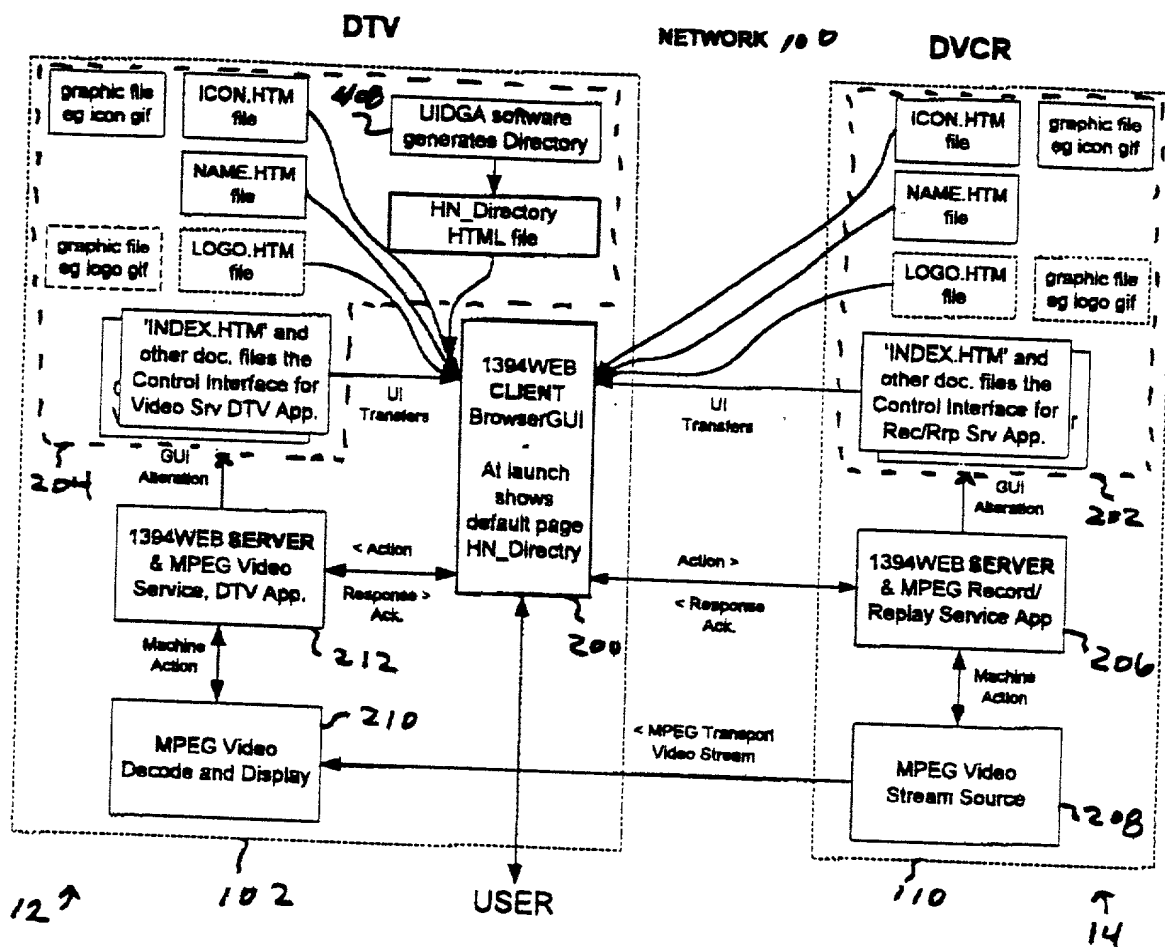 DTV
NETWORK 100
DVCR
graphic file
eg icon gif
ICON.HTM
file
408
UIDGA software
generates Directory
NAME.HTM
file
HN_Directory
HTML file
graphic file
eg logo gif
LOGO.HTM
file
'INDEX.HTM' and
other doc. files the
Control Interface for
Video Srv DTV App.
UI
Transfers
1394WEB
CLIENT
BrowserGUI
-
At launch
shows
default page
HN_Directry
ICON.HTM
file
graphic file
eg icon gif
NAME.HTM
file
LOGO.HTM
file
graphic file
eg logo gif
UI
Transfers
'INDEX.HTM' and
other doc. files the
Control Interface for
Rec/Rrp Srv App.
r
204
GUI
Alteration
GUI
Alteration
202
1394WEB SERVER
& MPEG Video
Service, DTV App.
< Action
Response >
Ack.
Action >
< Response
Ack.
1394WEB SERVER
& MPEG Record/
Replay Service App
212
200
206
Machine
Action
Machine
Action
210
MPEG Video
Decode and Display
< MPEG Transport
Video Stream
MPEG Video
Stream Source
208
12
102
USER
110
14